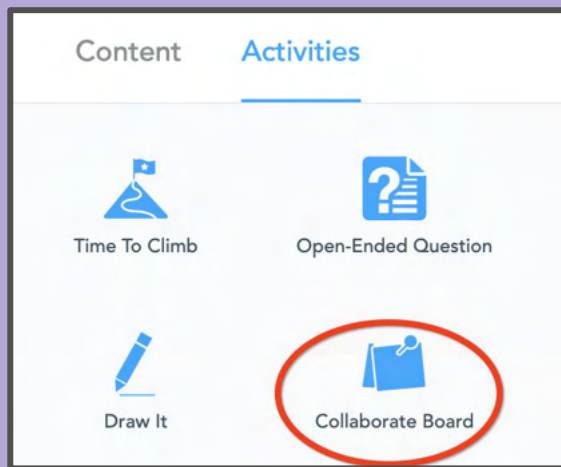 Content Activities
Time To Climb Open-Ended Question
Draw It Collaborate Board